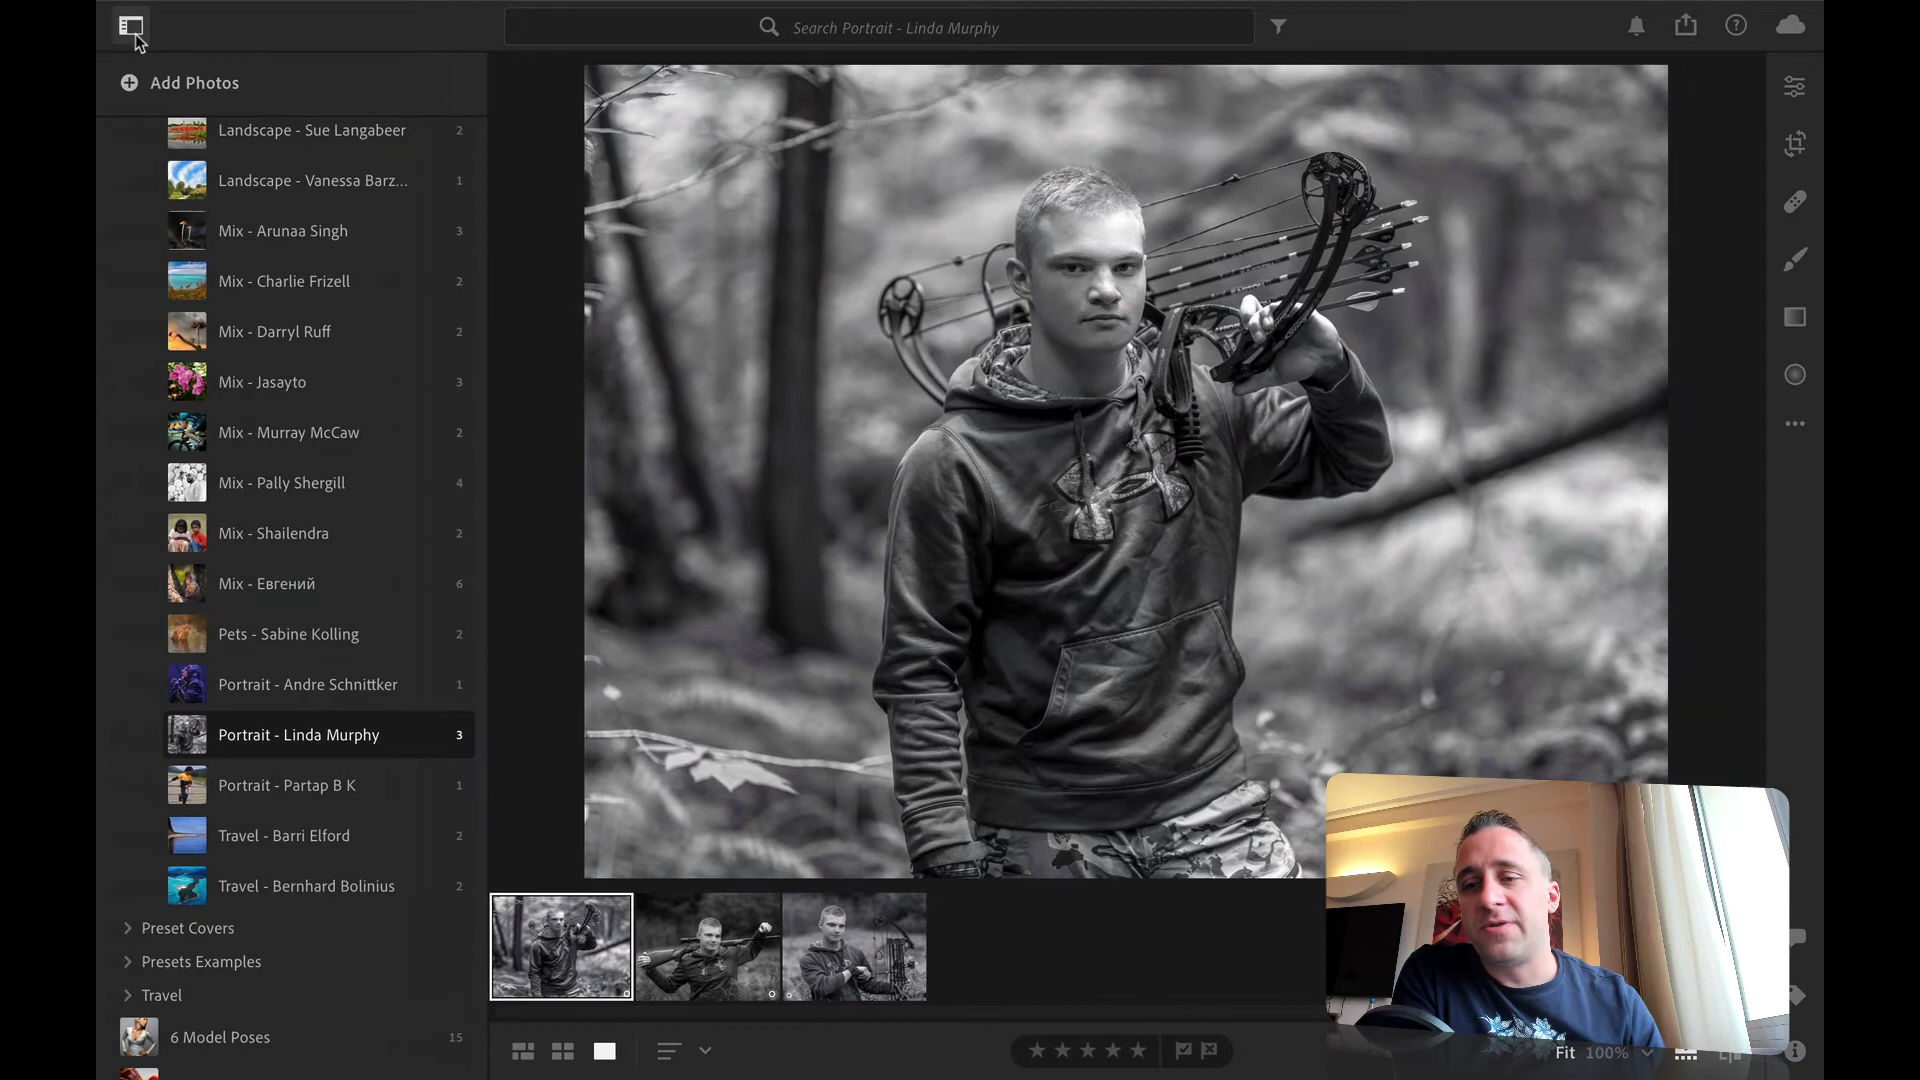 Search Portrait - Linda Murphy
Add Photos
Landscape - Sue Langabeer 2
Landscape - Vanessa Barz... 1
Mix - Arunaa Singh 3
Mix - Charlie Frizell 2
Mix - Darryl Ruff 2
Mix - Jasayto 3
Mix - Murray McCaw 2
Mix - Pally Shergill 4
Mix - Shailendra 2
Mix - Евгений 6
Pets - Sabine Kolling 2
Portrait - Andre Schnittker 1
Portrait - Linda Murphy 3
Portrait - Partap B K 1
Travel - Barri Elford 2
Travel - Bernhard Bolinius 2
Preset Covers
Presets Examples
Travel
6 Model Poses 15
Fit 100%